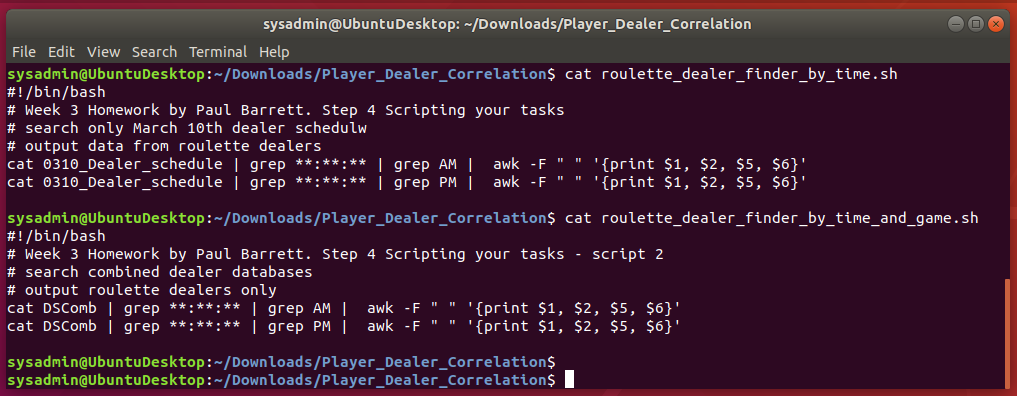 sysadmin@UbuntuDesktop: ~/Downloads/Player_Dealer_Correlation
File Edit View Search Terminal Help
sysadmin@UbuntuDesktop:~/Downloads/Player_Dealer_Correlation$ cat roulette_dealer_finder_by_time.sh
#!/bin/bash
# Week 3 Homework by Paul Barrett. Step 4 Scripting your tasks
# search only March 10th dealer schedulw
# output data from roulette dealers
cat 0310_Dealer_schedule | grep **:**:** | grep AM |  awk -F " " '{print $1, $2, $5, $6}'
cat 0310_Dealer_schedule | grep **:**:** | grep PM |  awk -F " " '{print $1, $2, $5, $6}'
sysadmin@UbuntuDesktop:~/Downloads/Player_Dealer_Correlation$ cat roulette_dealer_finder_by_time_and_game.sh
#!/bin/bash
# Week 3 Homework by Paul Barrett. Step 4 Scripting your tasks - script 2
# search combined dealer databases
# output roulette dealers only
cat DSComb | grep **:**:** | grep AM |  awk -F " " '{print $1, $2, $5, $6}'
cat DSComb | grep **:**:** | grep PM |  awk -F " " '{print $1, $2, $5, $6}'
sysadmin@UbuntuDesktop:~/Downloads/Player_Dealer_Correlation$
sysadmin@UbuntuDesktop:~/Downloads/Player_Dealer_Correlation$